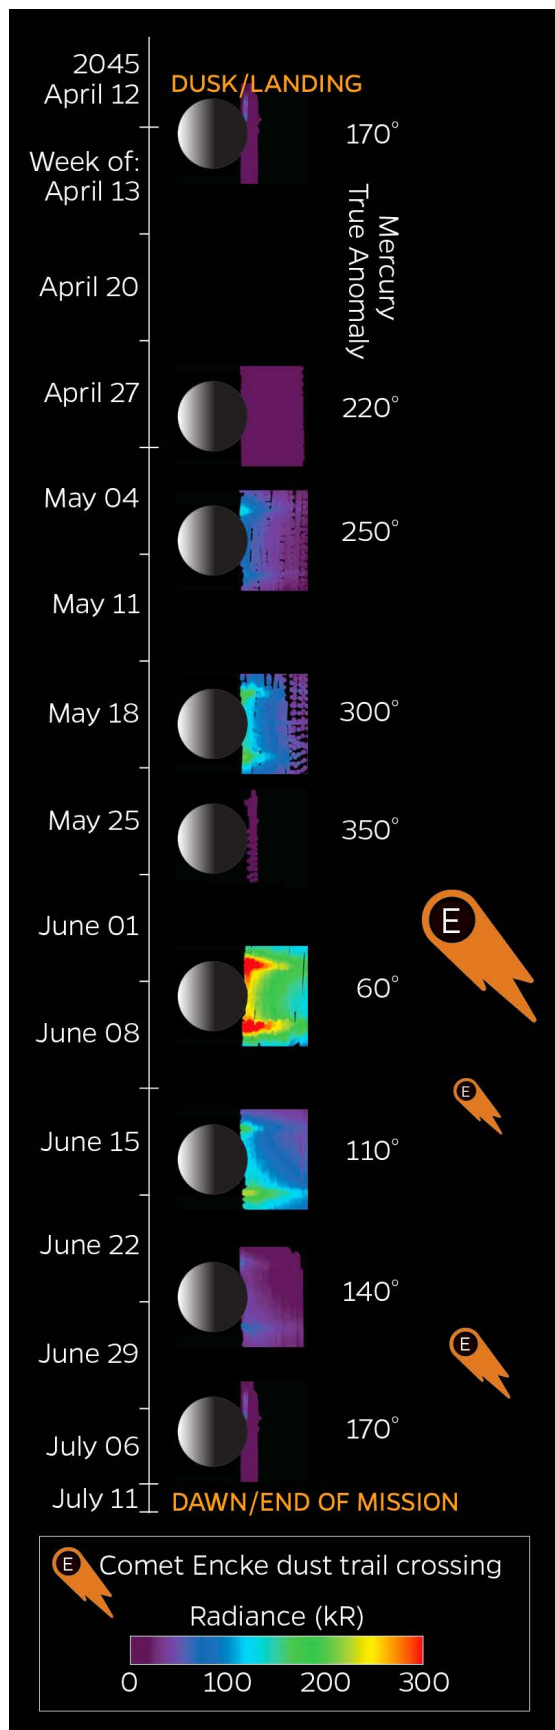 2045
April 12
DUSK/LANDING
170°
Week of:
April 13
Mercury
True Anomaly
April 20
April 27
220°
May 04
250°
May 11
May 18
300°
May 25
350°
June 01
E
60°
June 08
E
June 15
110°
June 22
140°
June 29
E
170°
July 06
July 11
DAWN/END OF MISSION
E Comet Encke dust trail crossing
Radiance (kR)
0 100 200 300